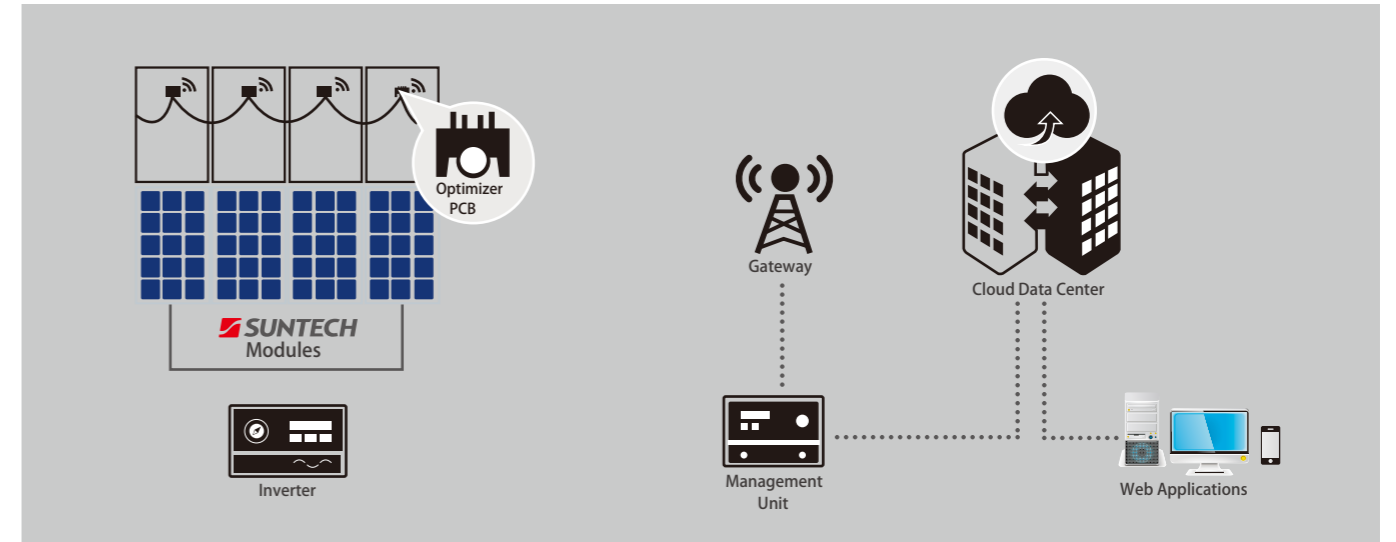 Optimizer
PCB
SUNTECH
Modules
Inverter
Gateway
Management
Unit
Cloud Data Center
Web Applications